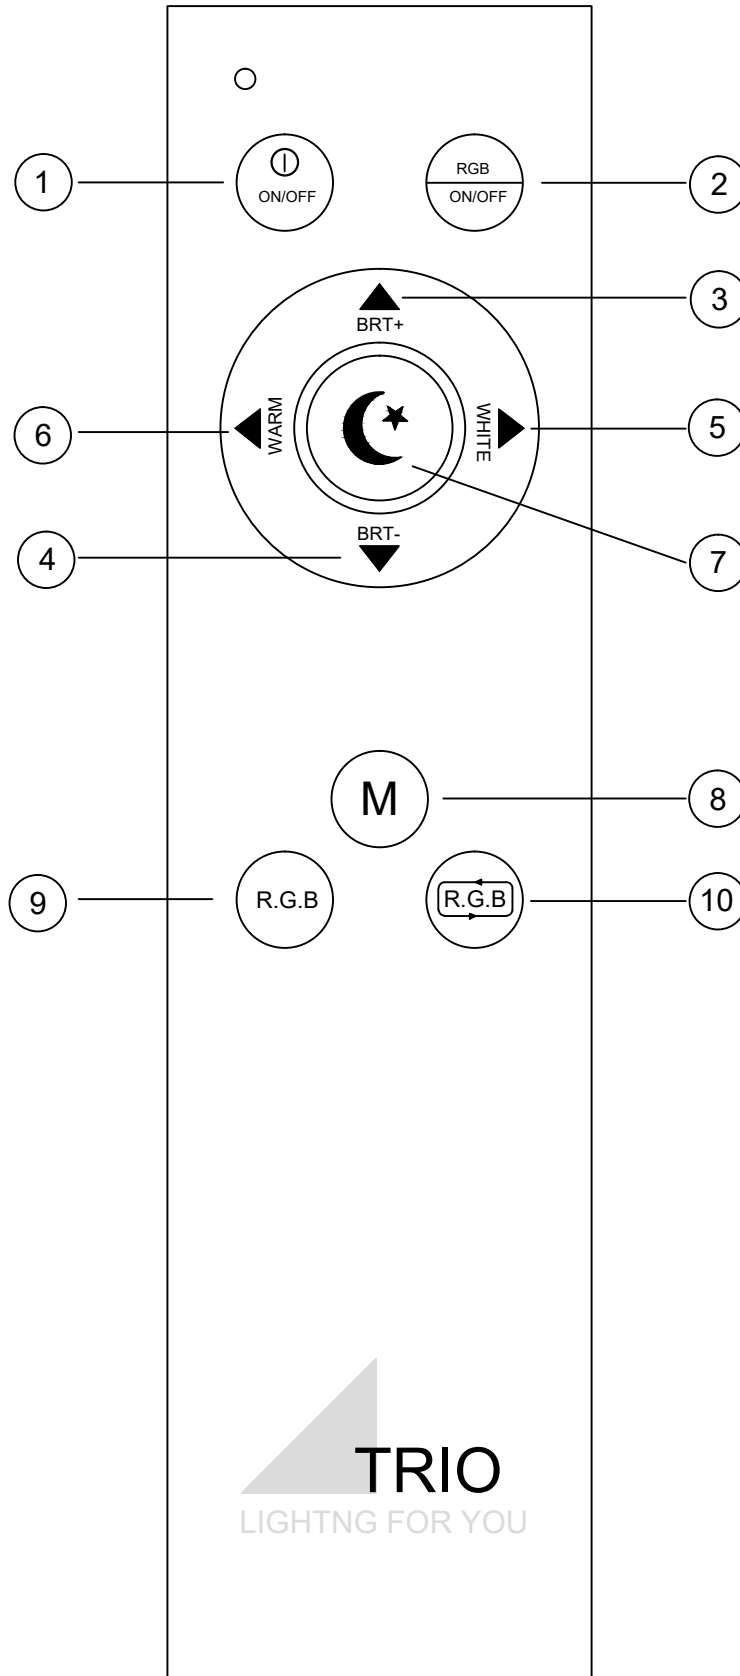 1
ON/OFF
RGB
ON/OFF
2
3
BRT+
6
WARM
WHITE
5
4
BRT-
7
M
8
9
R.G.B
R.G.B
10
TRIO
LIGHTNG FOR YOU